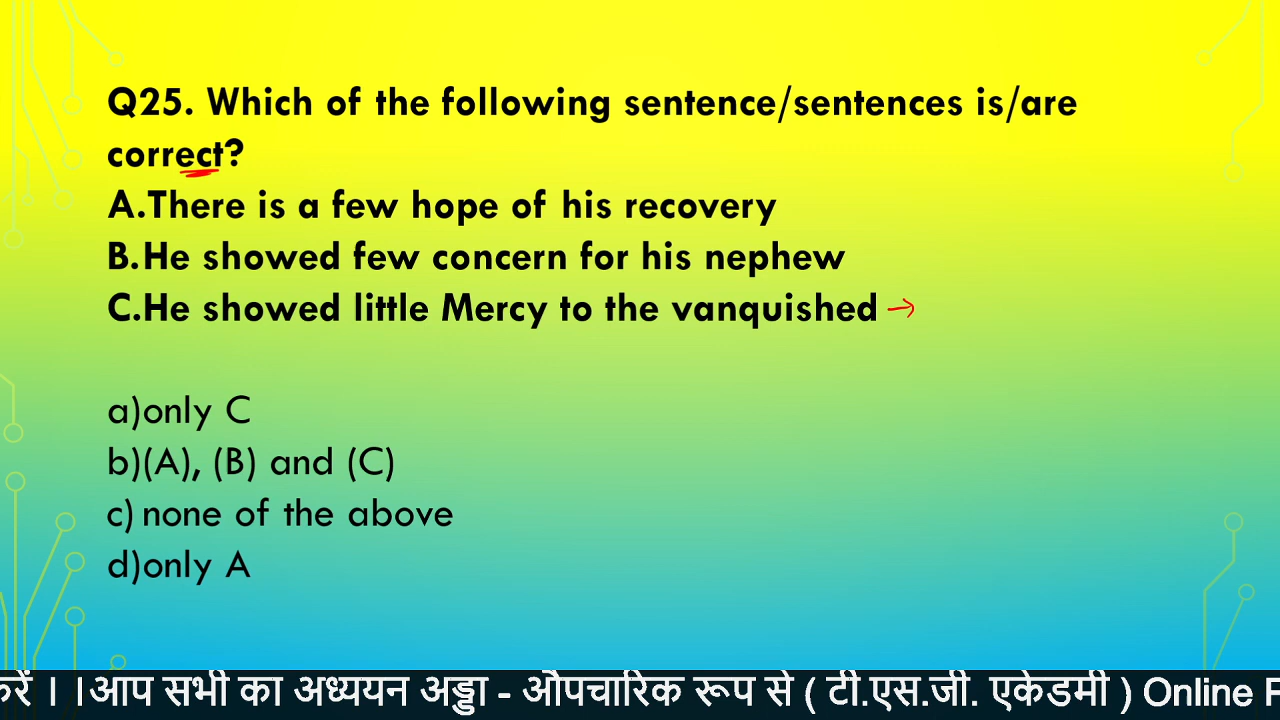 Q25. Which of the following sentence/sentences is/are
correct?
A.There is a few hope of his recovery
B.He showed few concern for his nephew
C.He showed little Mercy to the vanquished
a)only C
b)(A), (B) and (C)
c) none of the above
d)only A
करें । ।आप सभी का अध्ययन अड्डा - औपचारिक रूप से ( टी.एस.जी. एकेडमी ) Online